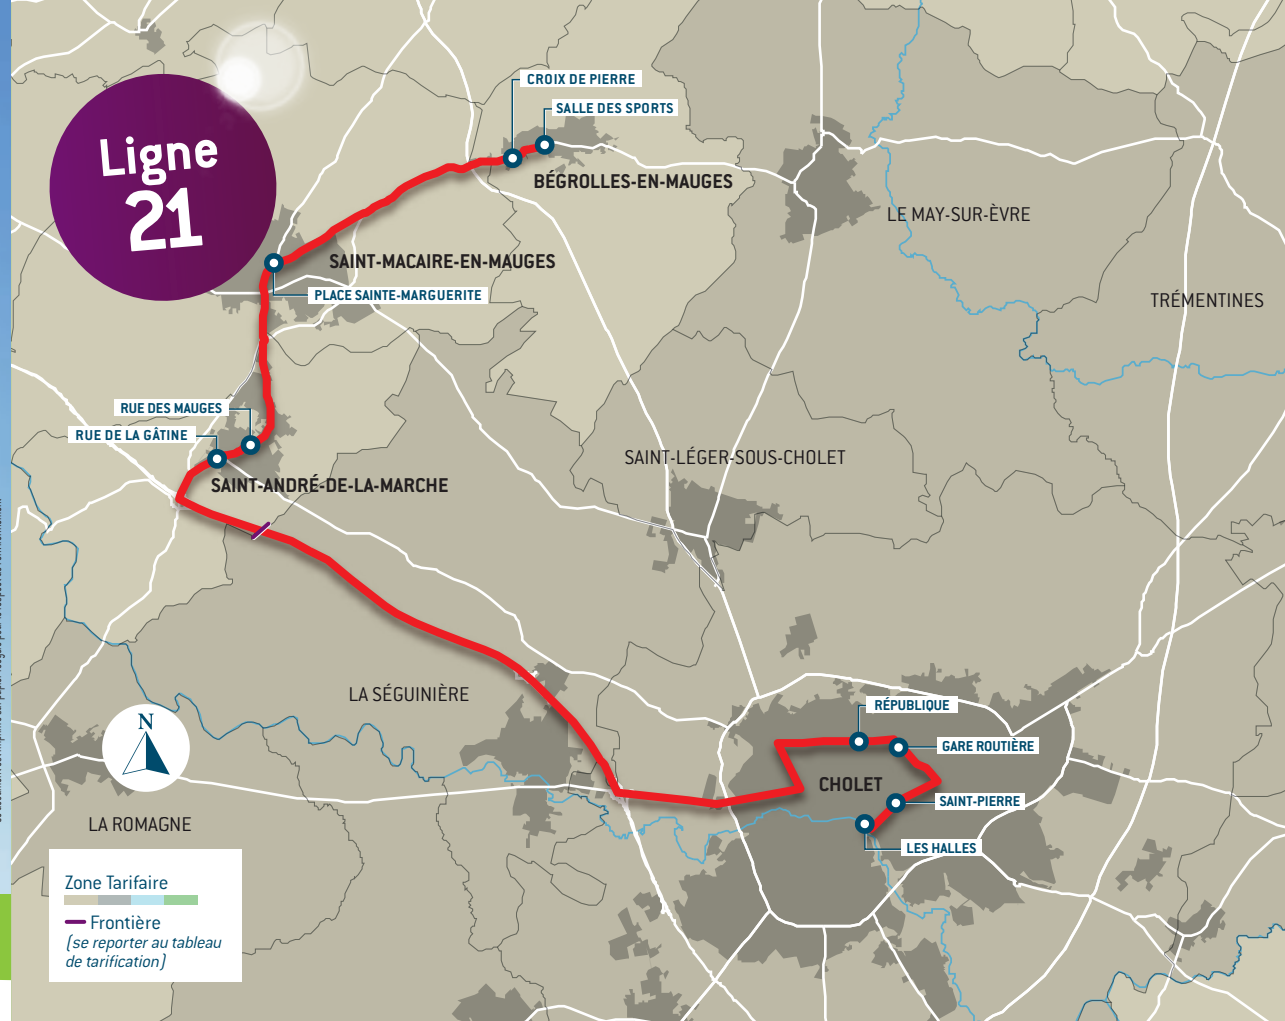 Ligne
21
CROIX DE PIERRE
SALLE DES SPORTS
BÉGROLLES-EN-MAUGES
LE MAY-SUR-ÈVRE
SAINT-MACAIRE-EN-MAUGES
PLACE SAINTE-MARGUERITE
TRÉMENTINES
RUE DES MAUGES
RUE DE LA GÂTINE
SAINT-LÉGER-SOUS-CHOLET
SAINT-ANDRÉ-DE-LA-MARCHE
LA SÉGUINIÈRE
RÉPUBLIQUE
N
GARE ROUTIÈRE
CHOLET
SAINT-PIERRE
LA ROMAGNE
LES HALLES
Zone Tarifaire
Frontière
(se reporter au tableau
de tarification)